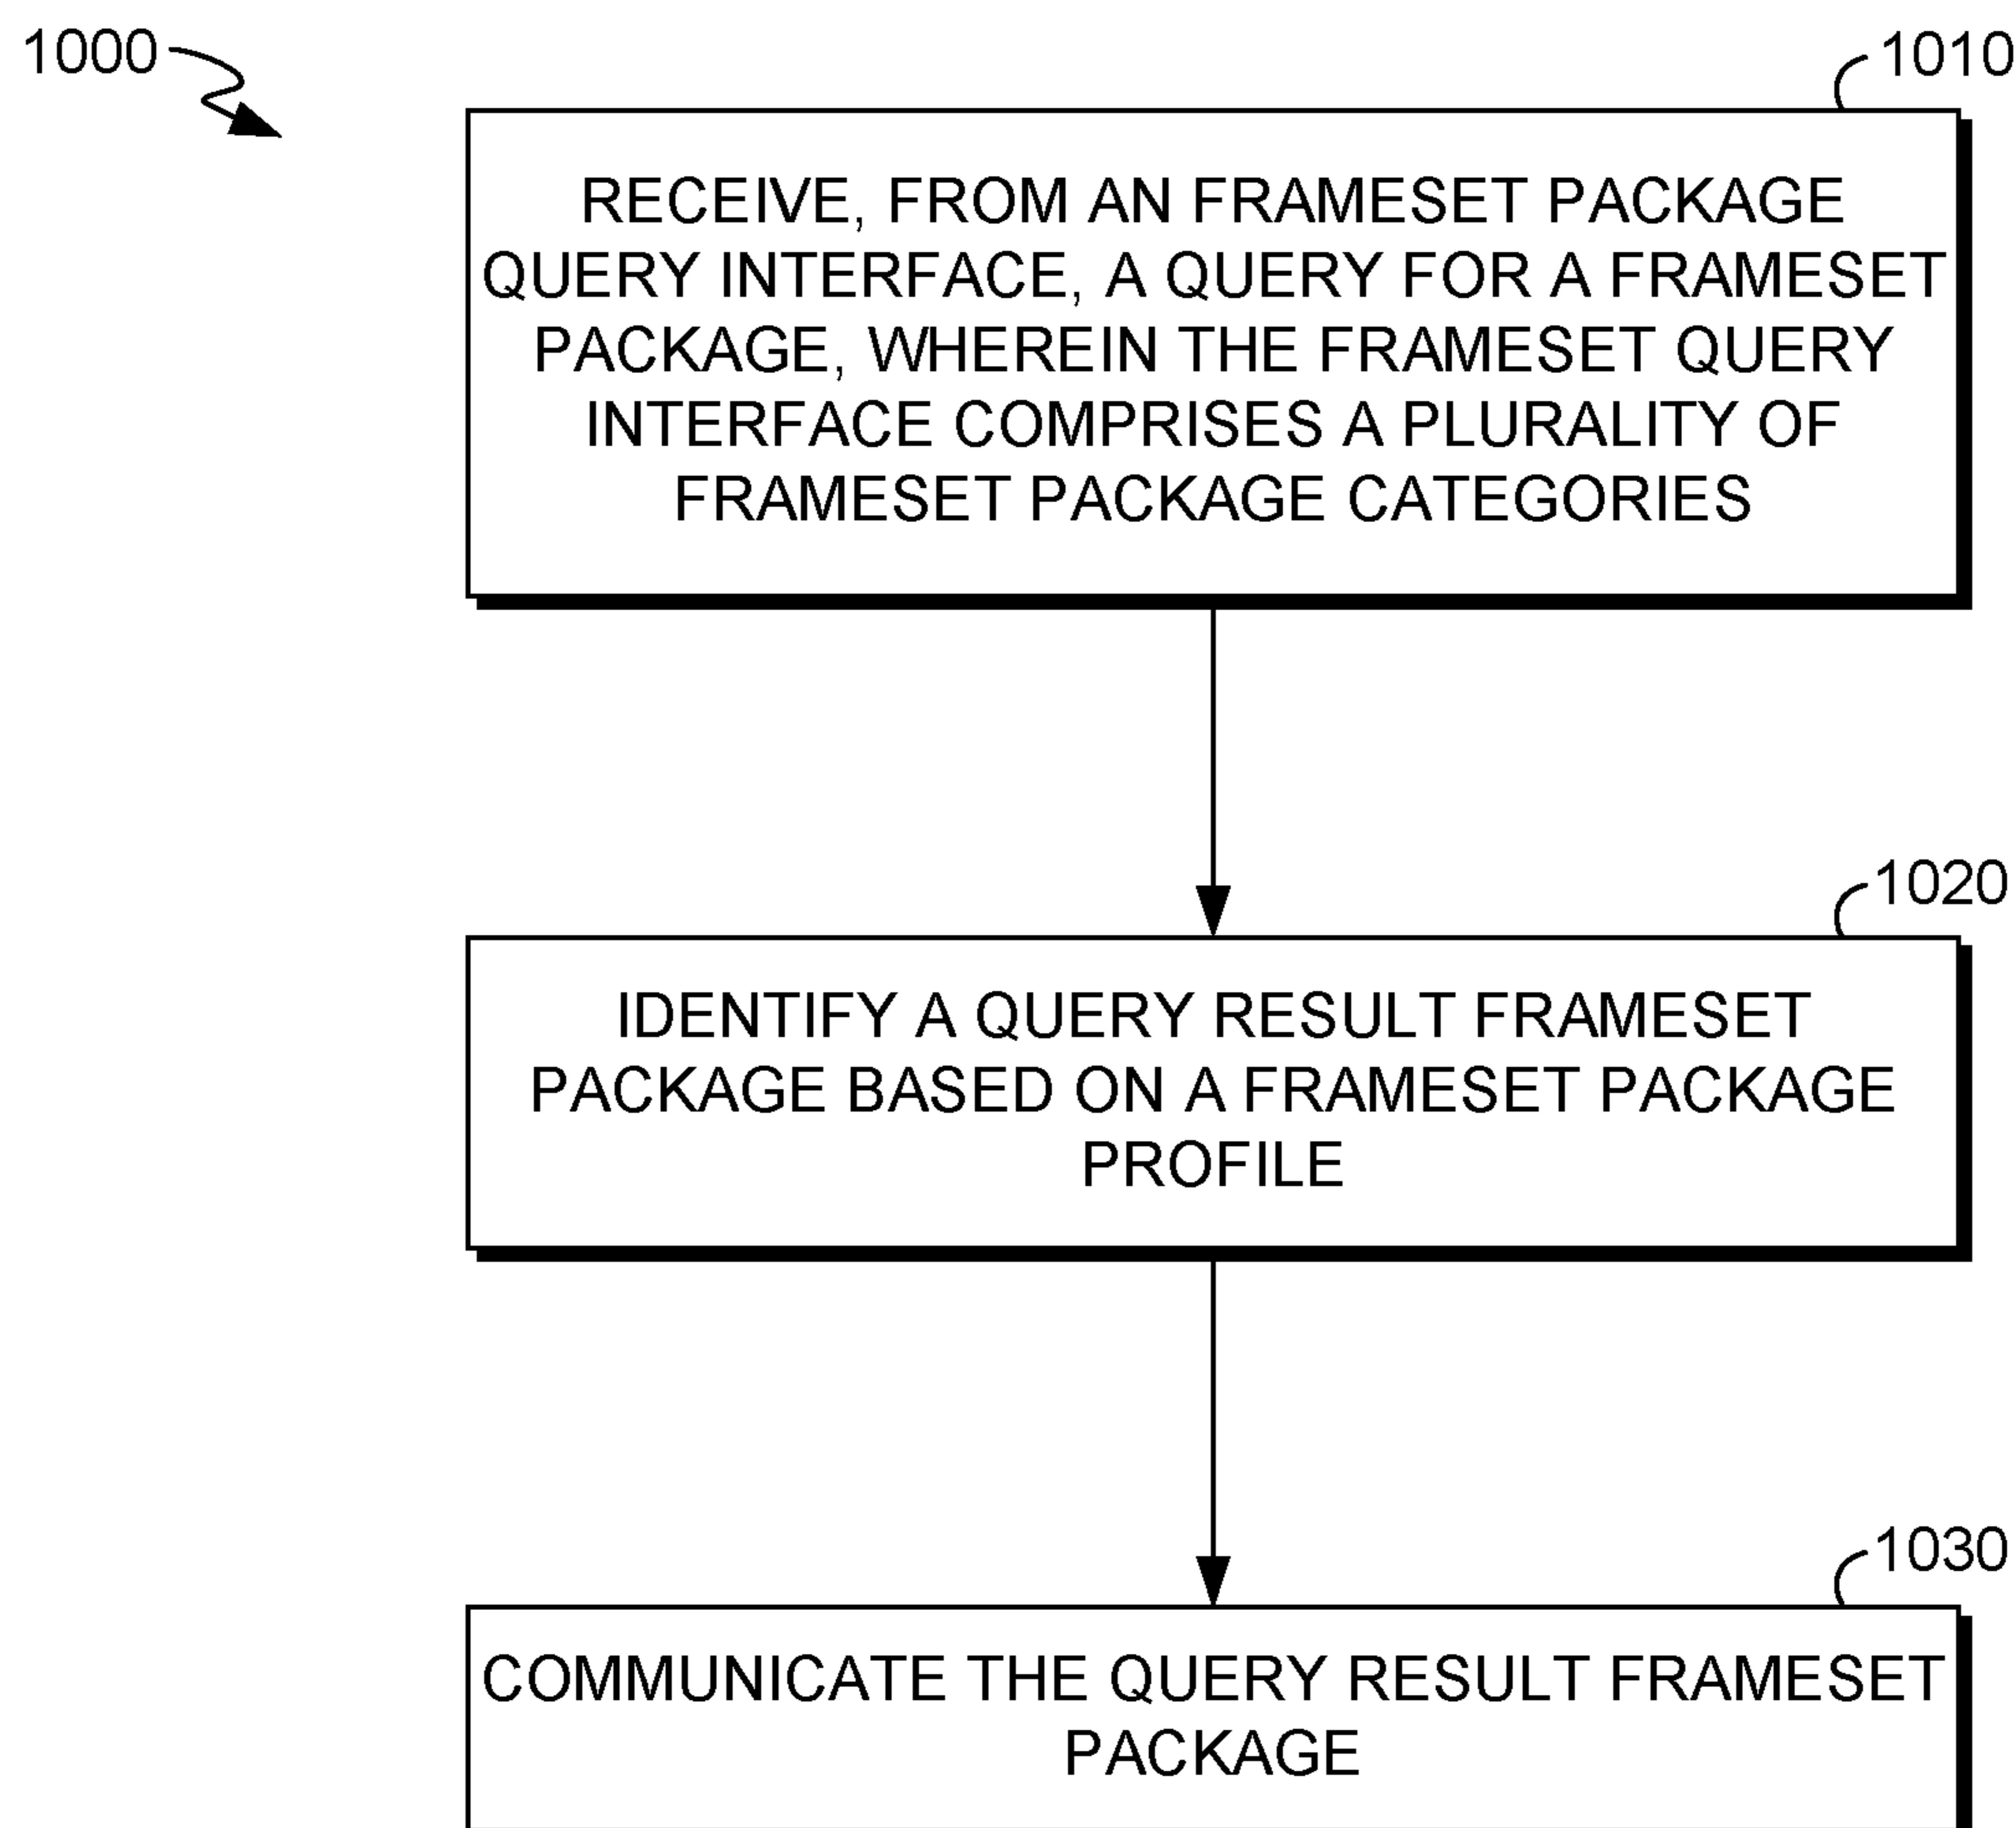 1000
1010
RECEIVE, FROM AN FRAMESET PACKAGE
QUERY INTERFACE, A QUERY FOR A FRAMESET
PACKAGE, WHEREIN THE FRAMESET QUERY
INTERFACE COMPRISES A PLURALITY OF
FRAMESET PACKAGE CATEGORIES
1020
IDENTIFY A QUERY RESULT FRAMESET
PACKAGE BASED ON A FRAMESET PACKAGE
PROFILE
1030
COMMUNICATE THE QUERY RESULT FRAMESET
PACKAGE